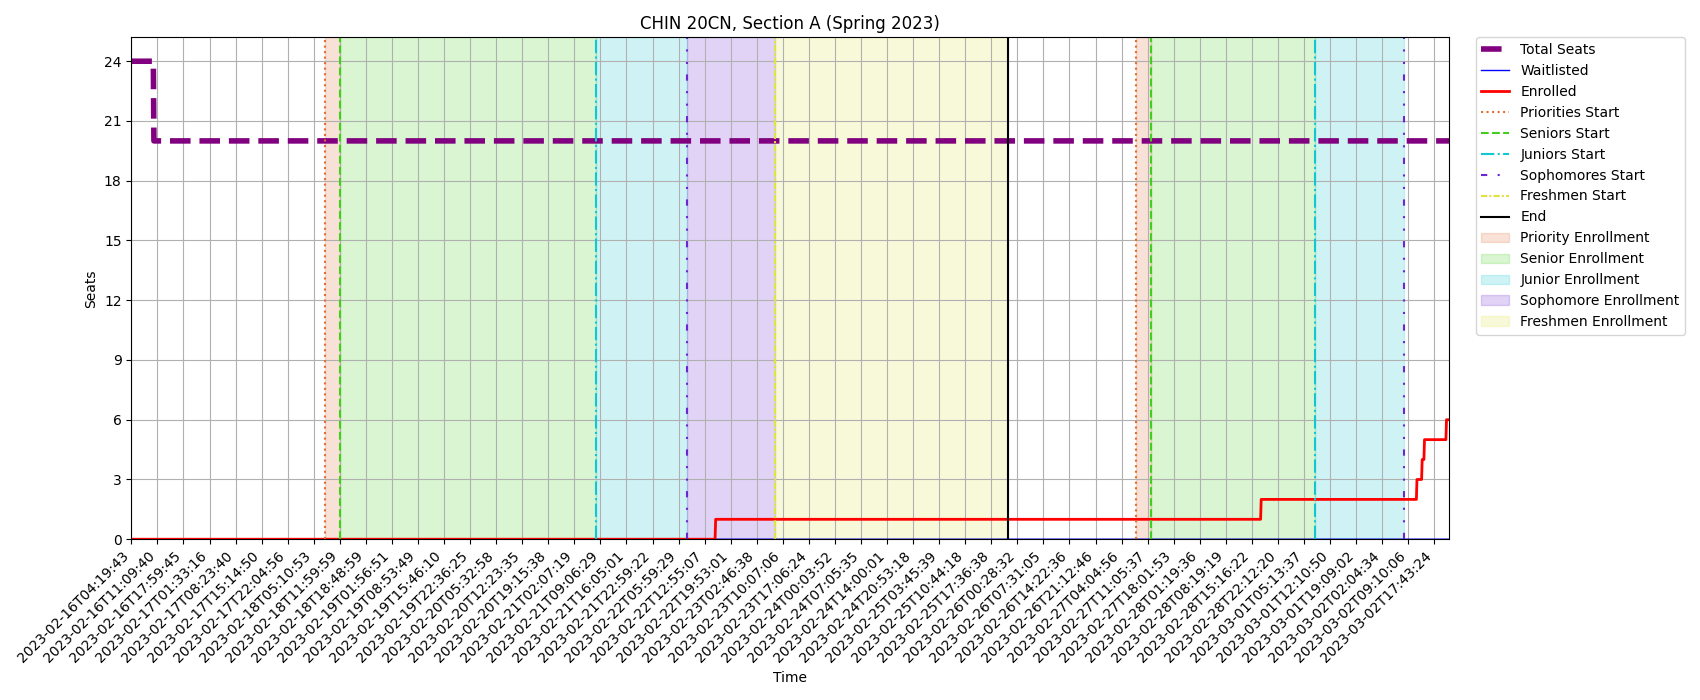 CHIN 20CN, Section A (Spring 2023)
Seats
24
21
18
15
12
9
6
3
0
2023-02-16T04:19:43
2023-02-16T11:09:40
2023-02-16T17:59:45
2023-02-17T01:33:16
2023-02-17T08:23:40
2023-02-17T15:14:50
2023-02-17T22:04:56
2023-02-18T05:10:53
2023-02-18T11:59:59
2023-02-18T18:48:59
2023-02-19T01:56:51
2023-02-19T08:53:49
2023-02-19T15:46:10
2023-02-19T22:36:25
2023-02-20T05:32:58
2023-02-20T12:23:35
2023-02-20T19:15:38
2023-02-21T02:07:19
2023-02-21T09:06:29
2023-02-21T16:05:01
2023-02-21T22:59:22
2023-02-22T05:59:29
2023-02-22T12:55:07
2023-02-22T19:53:01
2023-02-23T02:46:38
2023-02-23T10:07:06
2023-02-23T17:06:24
2023-02-24T00:03:52
2023-02-24T07:05:35
2023-02-24T14:00:01
2023-02-24T20:53:18
2023-02-25T03:45:39
2023-02-25T10:44:18
2023-02-25T17:36:38
2023-02-26T00:28:32
2023-02-26T07:31:05
2023-02-26T14:22:36
2023-02-26T21:12:46
2023-02-27T04:04:56
2023-02-27T11:05:37
2023-02-27T18:01:53
2023-02-28T01:19:36
2023-02-28T08:19:19
2023-02-28T15:16:22
2023-02-28T22:12:20
2023-03-01T05:13:37
2023-03-01T12:10:50
2023-03-01T19:09:02
2023-03-02T02:04:34
2023-03-02T09:10:06
2023-03-02T17:43:24
Time
Total Seats
Waitlisted
Enrolled
Priorities Start
Seniors Start
Juniors Start
Sophomores Start
Freshmen Start
End
Priority Enrollment
Senior Enrollment
Junior Enrollment
Sophomore Enrollment
Freshmen Enrollment